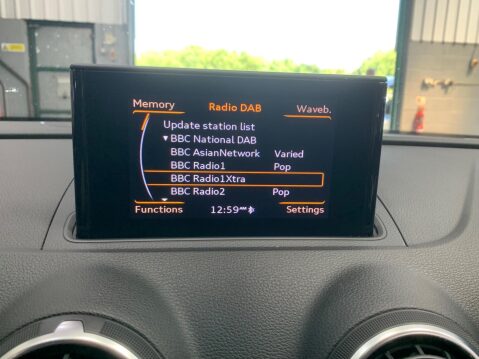 Memory Radio DAB Waveb.
Update station list
▼ BBC National DAB
BBC AsianNetwork Varied
BBC Radio1 Pop
BBC Radio1Xtra
BBC Radio2 Pop
Functions 12:59 Settings